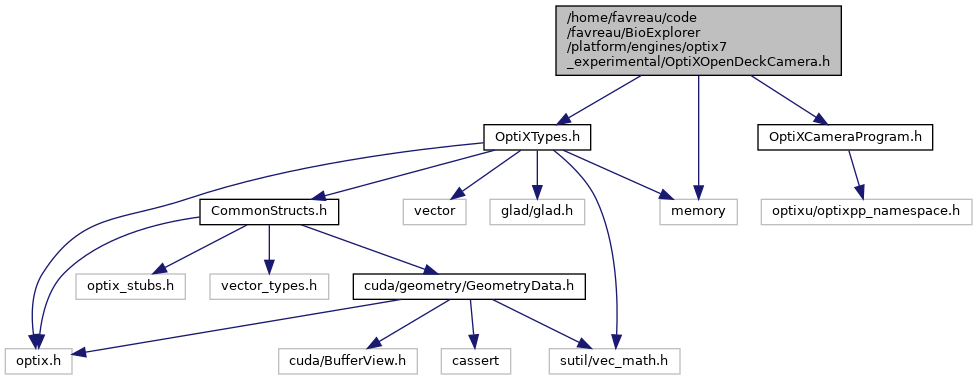 /home/favreau/code
/favreau/BioExplorer
/platform/engines/optix7
_experimental/OptiXOpenDeckCamera.h
OptiXTypes.h
OptiXCameraProgram.h
CommonStructs.h
vector
glad/glad.h
memory
optixu/optixpp_namespace.h
optix_stubs.h
vector_types.h
cuda/geometry/GeometryData.h
optix.h
cuda/BufferView.h
cassert
sutil/vec_math.h